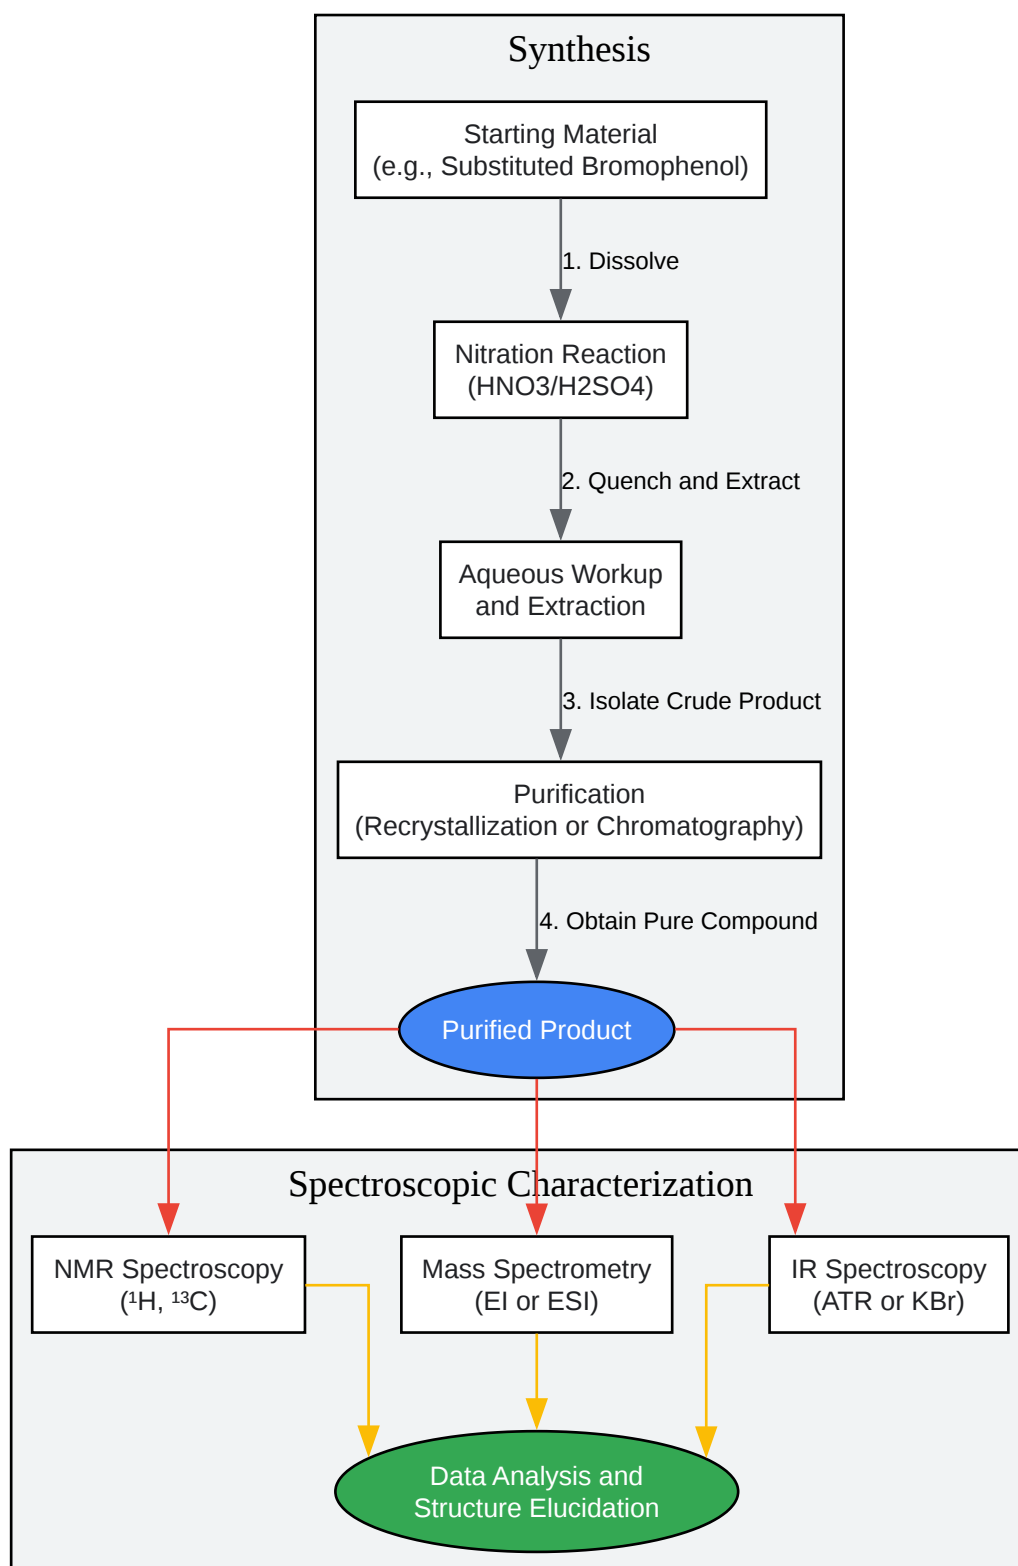 Synthesis
Starting Material
(e.g., Substituted Bromophenol)
1. Dissolve
Nitration Reaction
(HNO3/H2SO4)
2. Quench and Extract
Aqueous Workup
and Extraction
3. Isolate Crude Product
Purification
(Recrystallization or Chromatography)
4. Obtain Pure Compound
Purified Product
Spectroscopic Characterization
NMR Spectroscopy
(¹H, ¹³C)
Mass Spectrometry
(EI or ESI)
IR Spectroscopy
(ATR or KBr)
Data Analysis and
Structure Elucidation